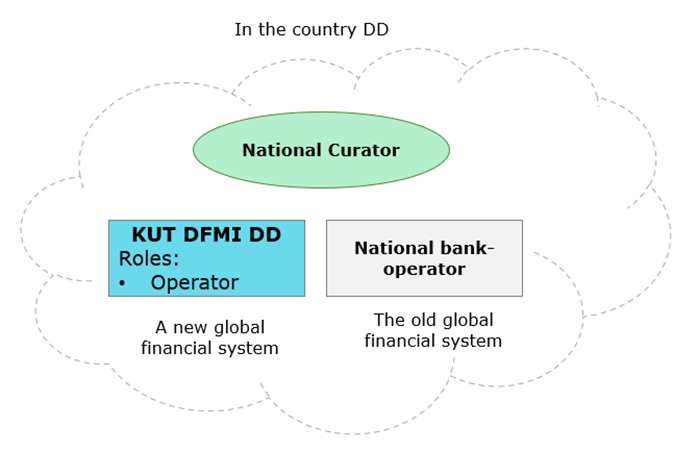 In the country DD
National Curator
KUT DFMI DD
Roles:
• Operator
National bank-
operator
A new global
financial system
The old global
financial system